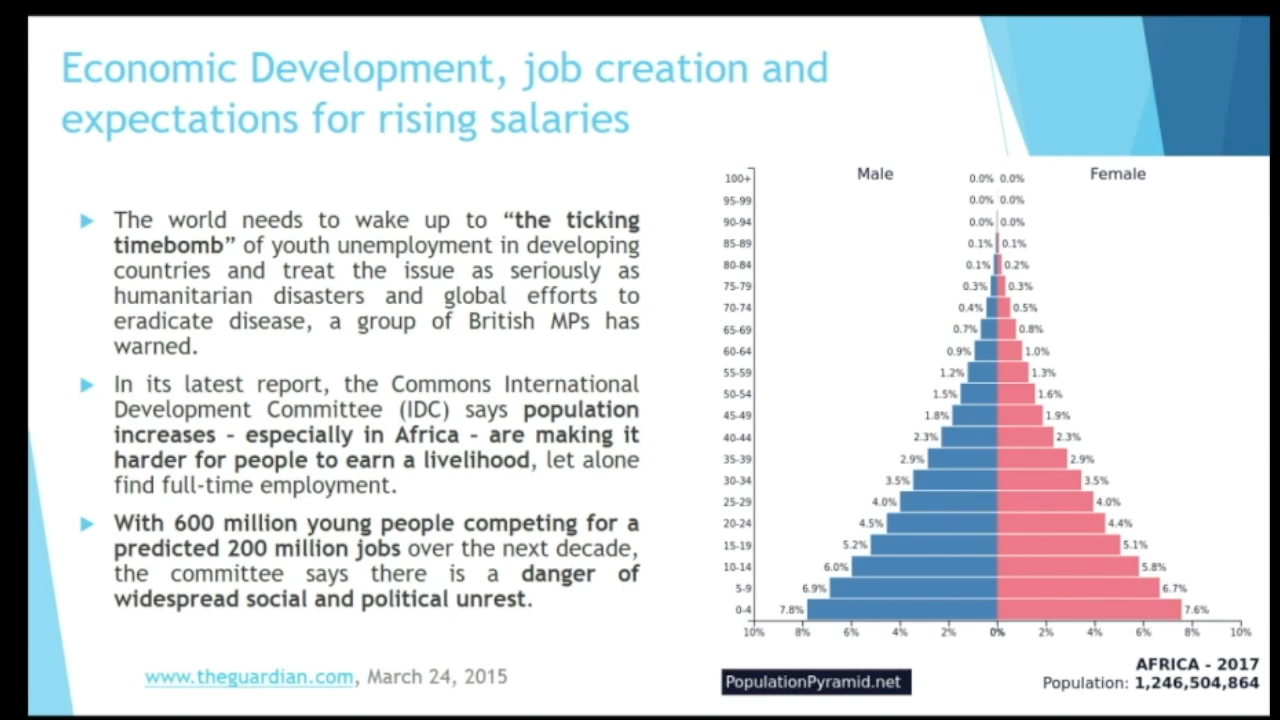 Economic Development, job creation and
expectations for rising salaries
The world needs to wake up to “the ticking
timebomb” of youth unemployment in developing
countries and treat the issue as seriously as
humanitarian disasters and global efforts to
eradicate disease, a group of British MPs has
warned.
In its latest report, the Commons International
Development Committee (IDC) says population
increases – especially in Africa – are making it
harder for people to earn a livelihood, let alone
find full-time employment.
With 600 million young people competing for a
predicted 200 million jobs over the next decade,
the committee says there is a danger of
widespread social and political unrest.
www.theguardian.com, March 24, 2015
Male Female
100+ 0.0% 0.0%
95-99 0.0% 0.0%
90-94 0.0% 0.0%
85-89 0.1% 0.1%
80-84 0.1% 0.2%
75-79 0.3% 0.3%
70-74 0.4% 0.5%
65-69 0.7% 0.8%
60-64 0.9% 1.0%
55-59 1.2% 1.3%
50-54 1.5% 1.6%
45-49 1.8% 1.9%
40-44 2.3% 2.3%
35-39 2.9% 2.9%
30-34 3.5% 3.5%
25-29 4.0% 4.0%
20-24 4.5% 4.4%
15-19 5.2% 5.1%
10-14 6.0% 5.8%
5-9 6.9% 6.7%
0-4 7.8% 7.6%
10% 8% 6% 4% 2% 0% 2% 4% 6% 8% 10%
PopulationPyramid.net
AFRICA - 2017
Population: 1,246,504,864